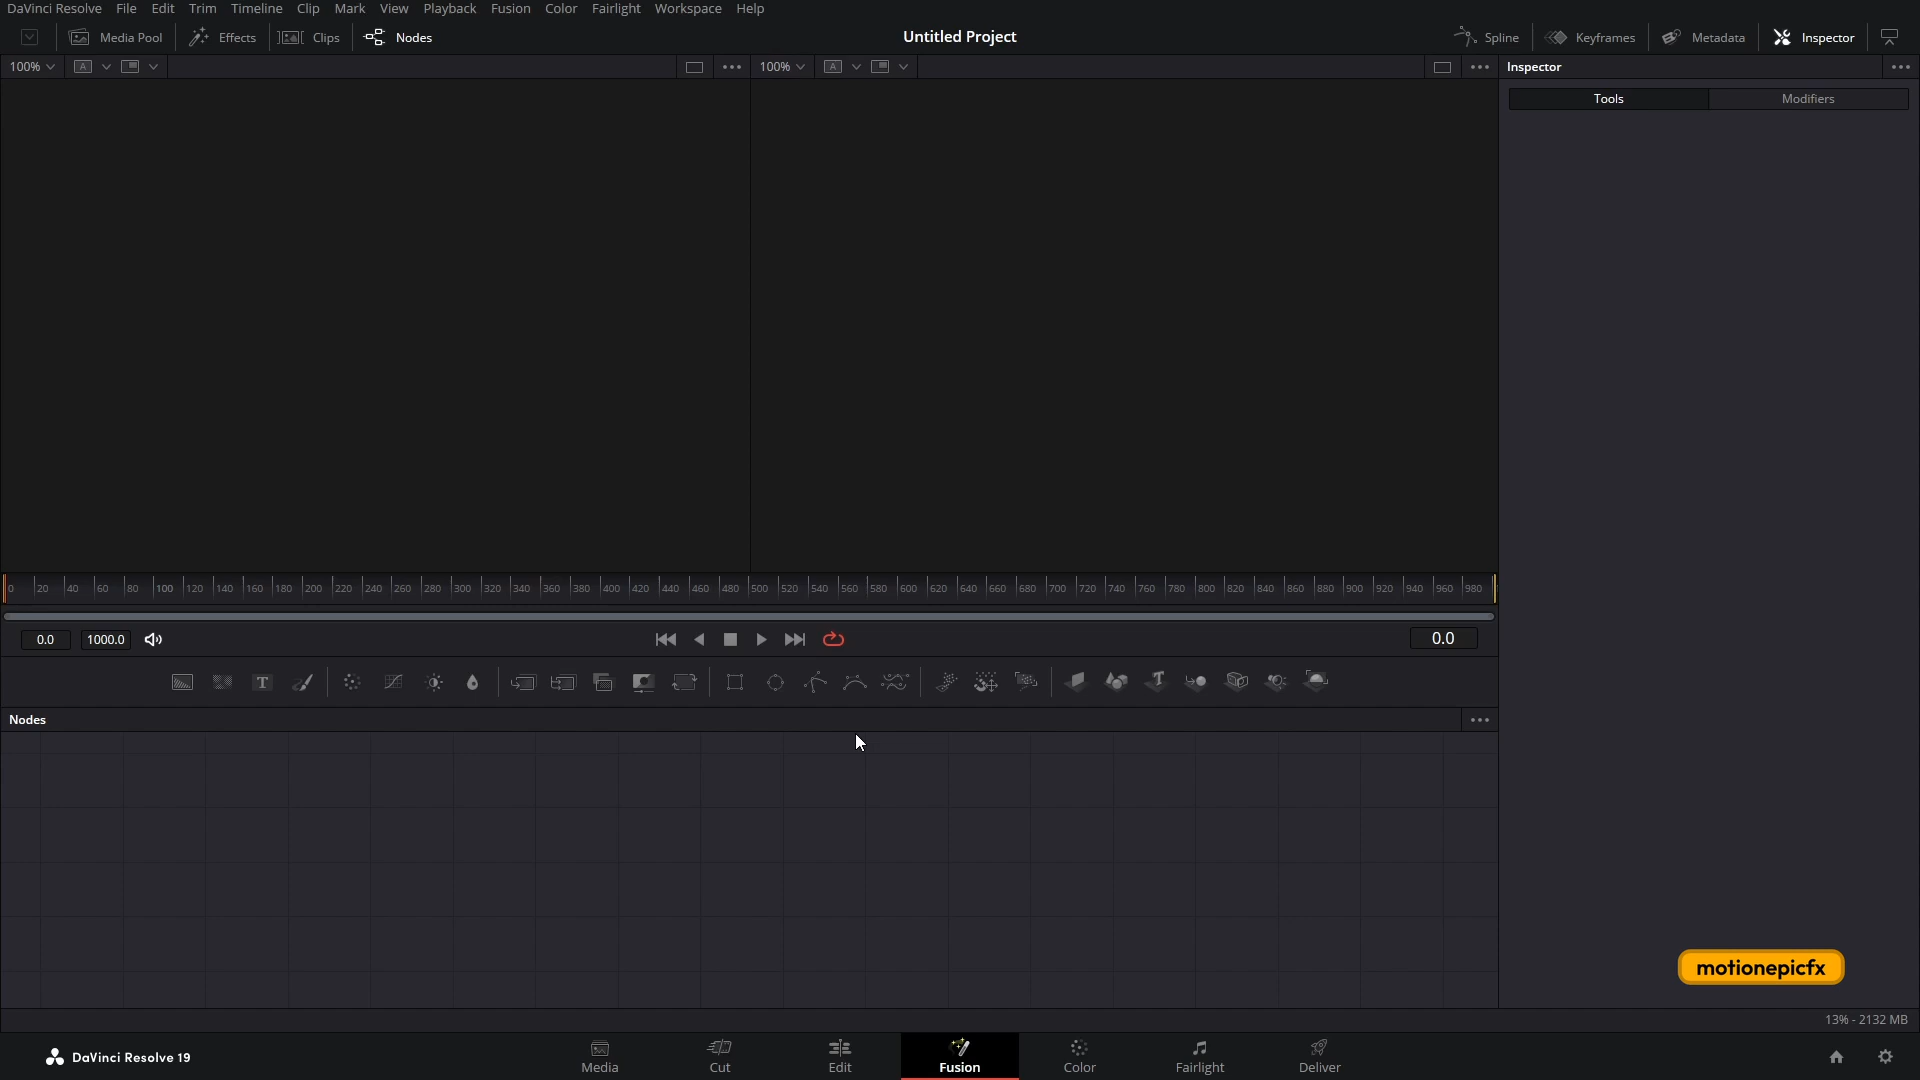 DaVinci Resolve File Edit Trim Timeline Clip Mark View Playback Fusion Color Fairlight Workspace Help
Media Pool Effects Clips Nodes Untitled Project Spline Keyframes Metadata Inspector
100% A 100% A Inspector
Tools Modifiers
0 20 40 60 80 100 120 140 160 180 200 220 240 260 280 300 320 340 360 380 400 420 440 460 480 500 520 540 560 580 600 620 640 660 680 700 720 740 760 780 800 820 840 860 880 900 920 940 960 980
0.0 1000.0 0.0
T
Nodes
motionepicfx
13% - 2132 MB
DaVinci Resolve 19 Media Cut Edit Fusion Color Fairlight Deliver